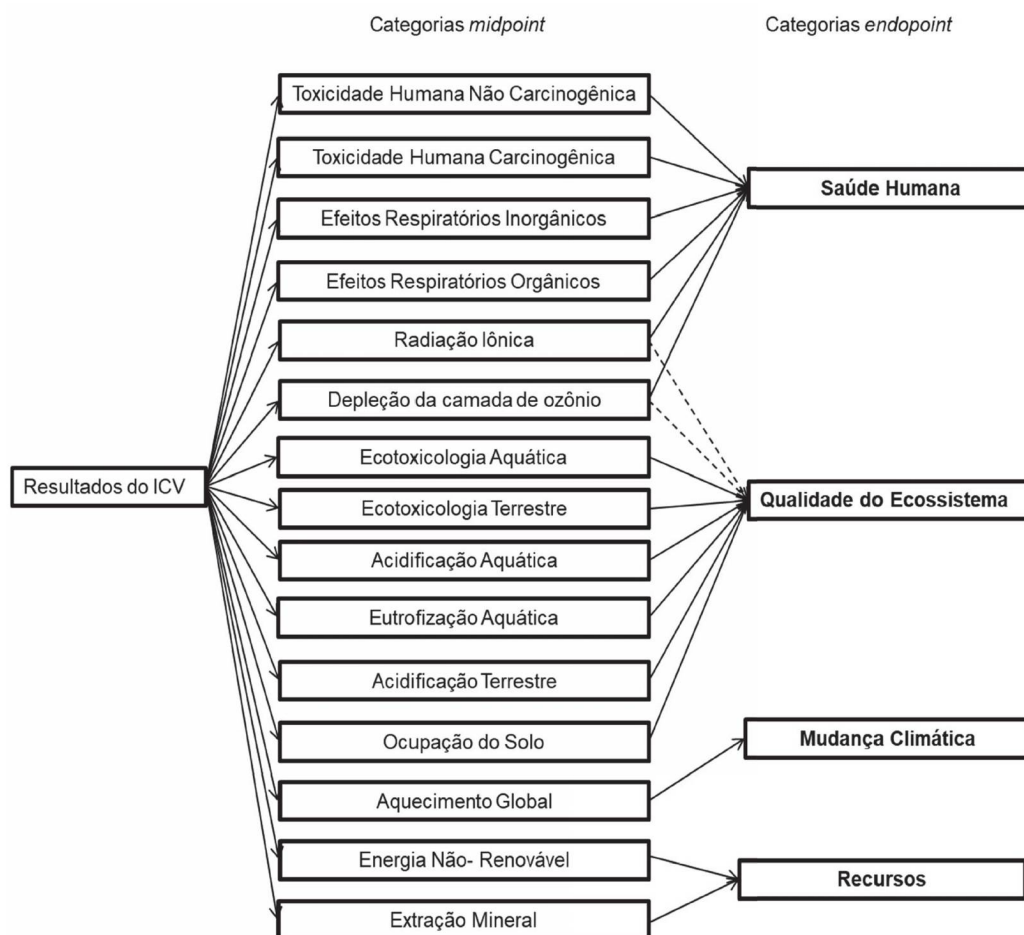 Categorias midpoint
Categorias endopoint
Toxicidade Humana Não Carcinogênica
Toxicidade Humana Carcinogênica
Saúde Humana
Efeitos Respiratórios Inorgânicos
Efeitos Respiratórios Orgânicos
Radiação Iônica
Depleção da camada de ozônio
Ecotoxicologia Aquática
Resultados do ICV
Ecotoxicologia Terrestre
Qualidade do Ecossistema
Acidificação Aquática
Eutrofização Aquática
Acidificação Terrestre
Ocupação do Solo
Mudança Climática
Aquecimento Global
Energia Não- Renovável
Recursos
Extração Mineral